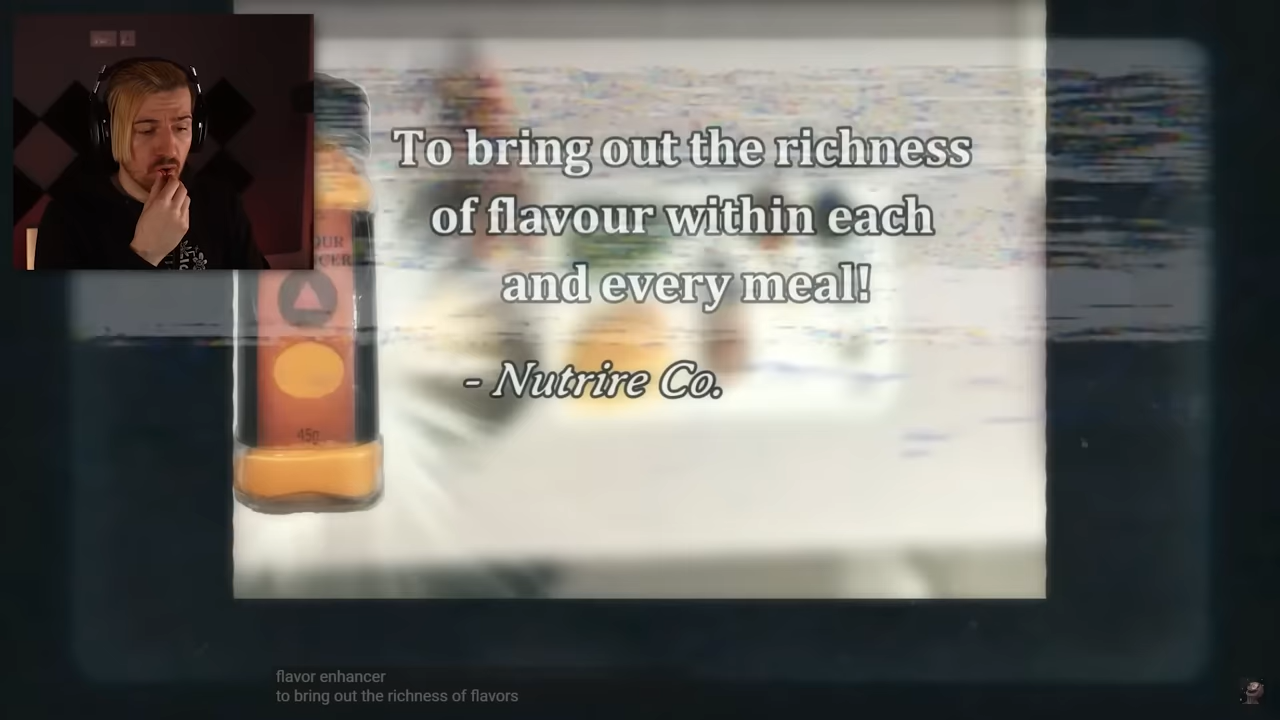 To bring out the richness
of flavour within each
and every meal!
- Nutrire Co.
45g
flavor enhancer
to bring out the richness of flavors